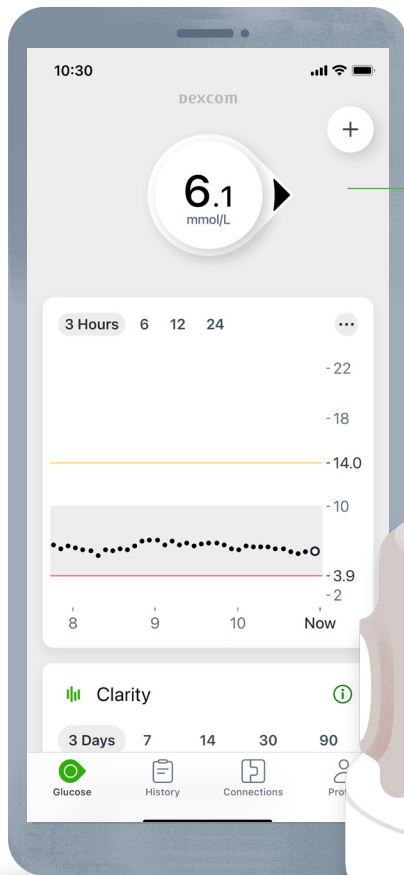 10:30
Dexcom
6.1
mmol/L
3 Hours 6 12 24
22
18
14.0
10
3.9
2
8 9 10 Now
Clarity
3 Days 7 14 30 90
Glucose History Connections